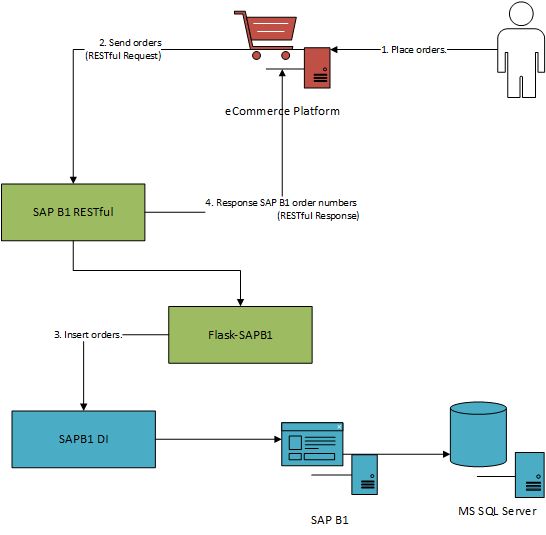 2. Send orders
(RESTful Request)
1. Place orders.
eCommerce Platform
SAP B1 RESTful
4. Response SAP B1 order numbers
(RESTful Response)
Flask-SAPB1
3. Insert orders.
SAPB1 DI
SAP B1
MS SQL Server